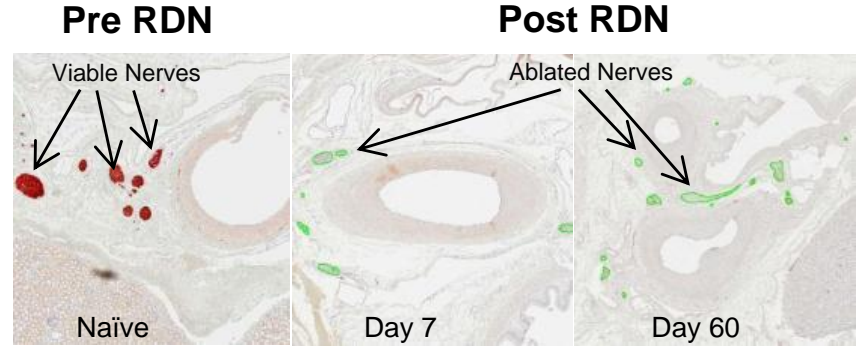 Pre RDN
Post RDN
Viable Nerves
Ablated Nerves
Naïve
Day 7
Day 60